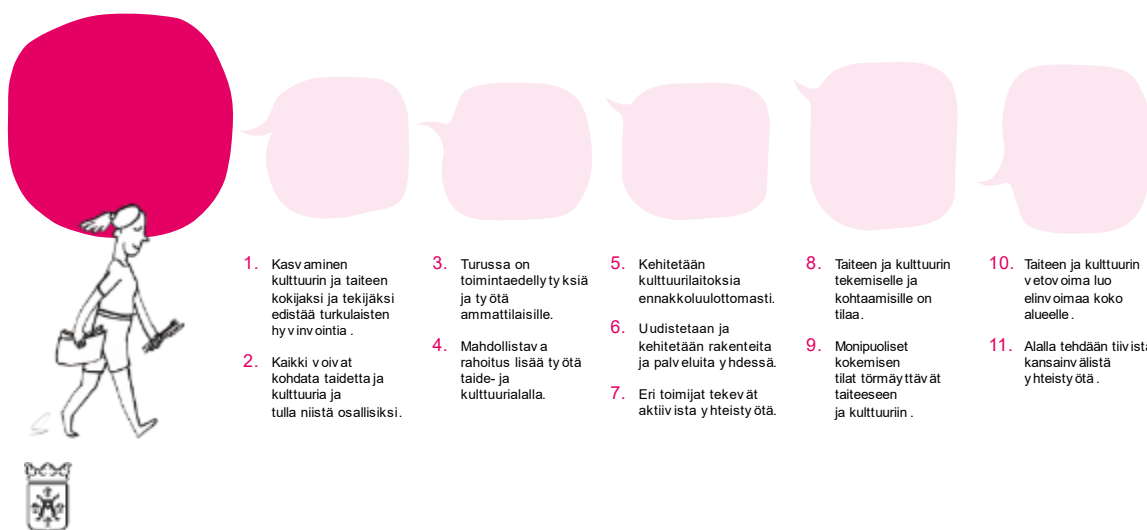 1. Kasvaminen
kulttuurin ja taiteen
kokijaksi ja tekijäksi
edistää turkulaisten
hyvinvointia.
2. Kaikki voivat
kohdata taidetta ja
kulttuuria ja
tulla niistä osallisiksi.
3. Turussa on
toimintaedellytyksiä
ja työtä
ammattilaisille.
4. Mahdollistava
rahoitus lisää työtä
taide- ja
kulttuurialalla.
5. Kehitetään
kulttuurilaitoksia
ennakkoluulottomasti.
6. Uudistetaan ja
kehitetään rakenteita
ja palveluita yhdessä.
7. Eri toimijat tekevät
aktiivista yhteistyötä.
8. Taiteen ja kulttuurin
tekemiselle ja
kohtaamisille on
tilaa.
9. Monipuoliset
kokemisen
tilat törmäyttävät
taiteeseen
ja kulttuuriin.
10. Taiteen ja kulttuurin
vetovoima luo
elinvoimaa koko
alueelle.
11. Alalla tehdään tiivistä
kansainvälistä
yhteistyötä.